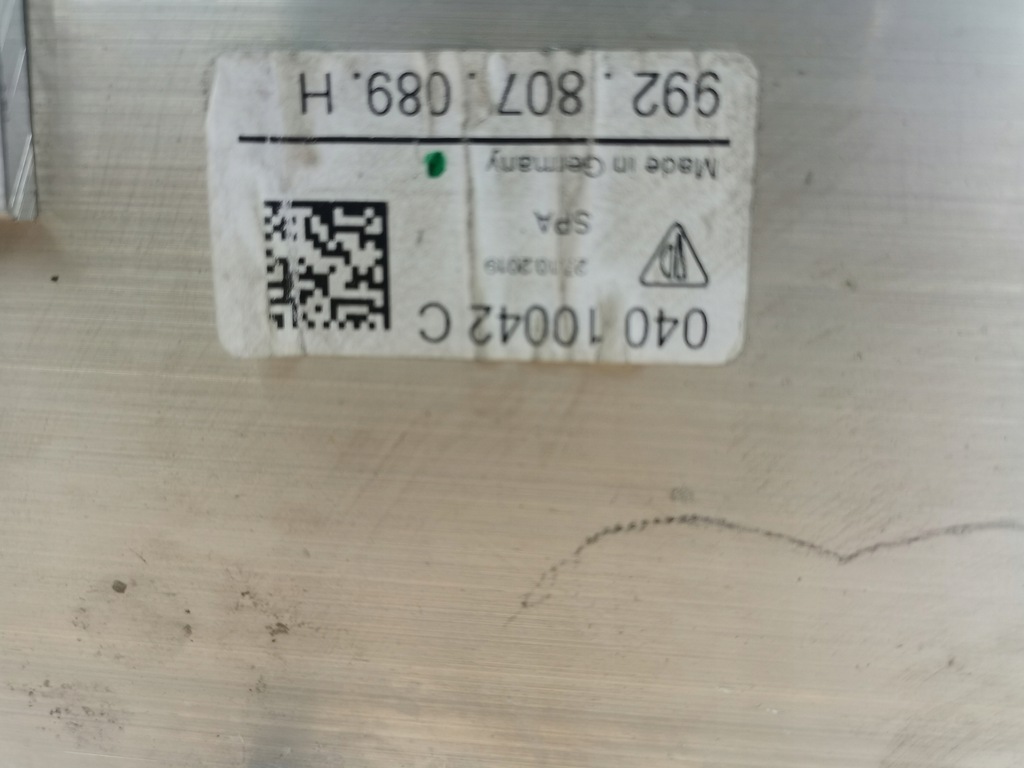 040 10042 C
SPA
Made in Germany
992 . 807 . 089. H